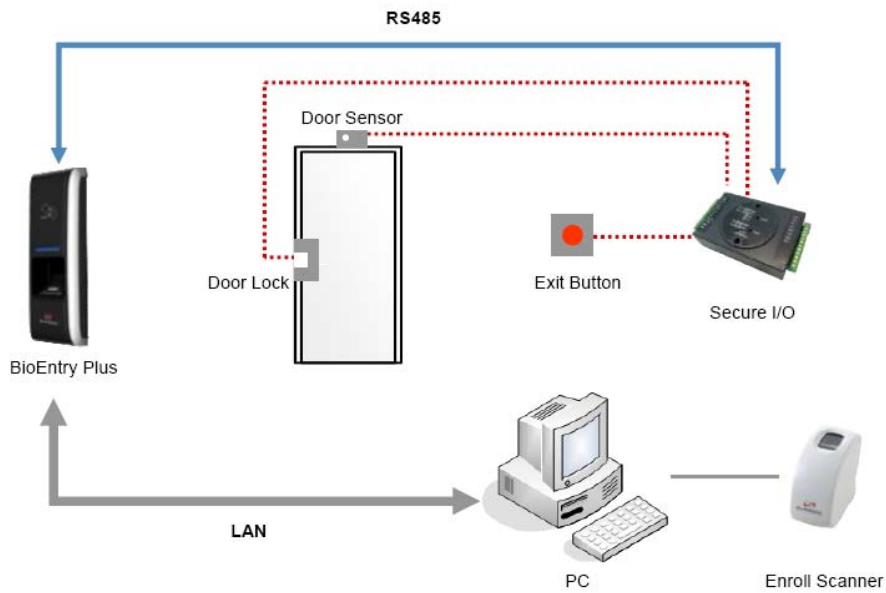 RS485
Door Sensor
Door Lock
Exit Button
Secure I/O
BioEntry Plus
LAN
PC
Enroll Scanner